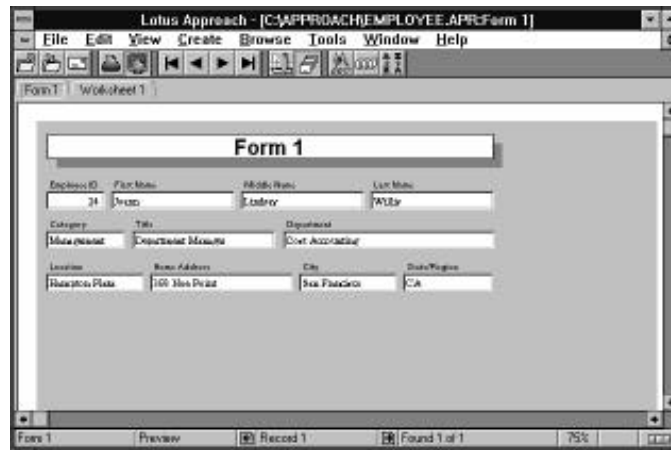 Lotus Approach - [C:\APPROACH\EMPLOYEE.APR:Form 1]
File Edit View Create Browse Tools Window Help
Form 1 Worksheet 1
Form 1
Employee ID First Name Middle Name Last Name
24 Lindsey Willis
Category Title Department
Management Department Manager Cost Accounting
Location Home Address City State/Region
Hampton Plaza Point San Francisco CA
Form 1 Preview Record 1 Found 1 of 1 75%